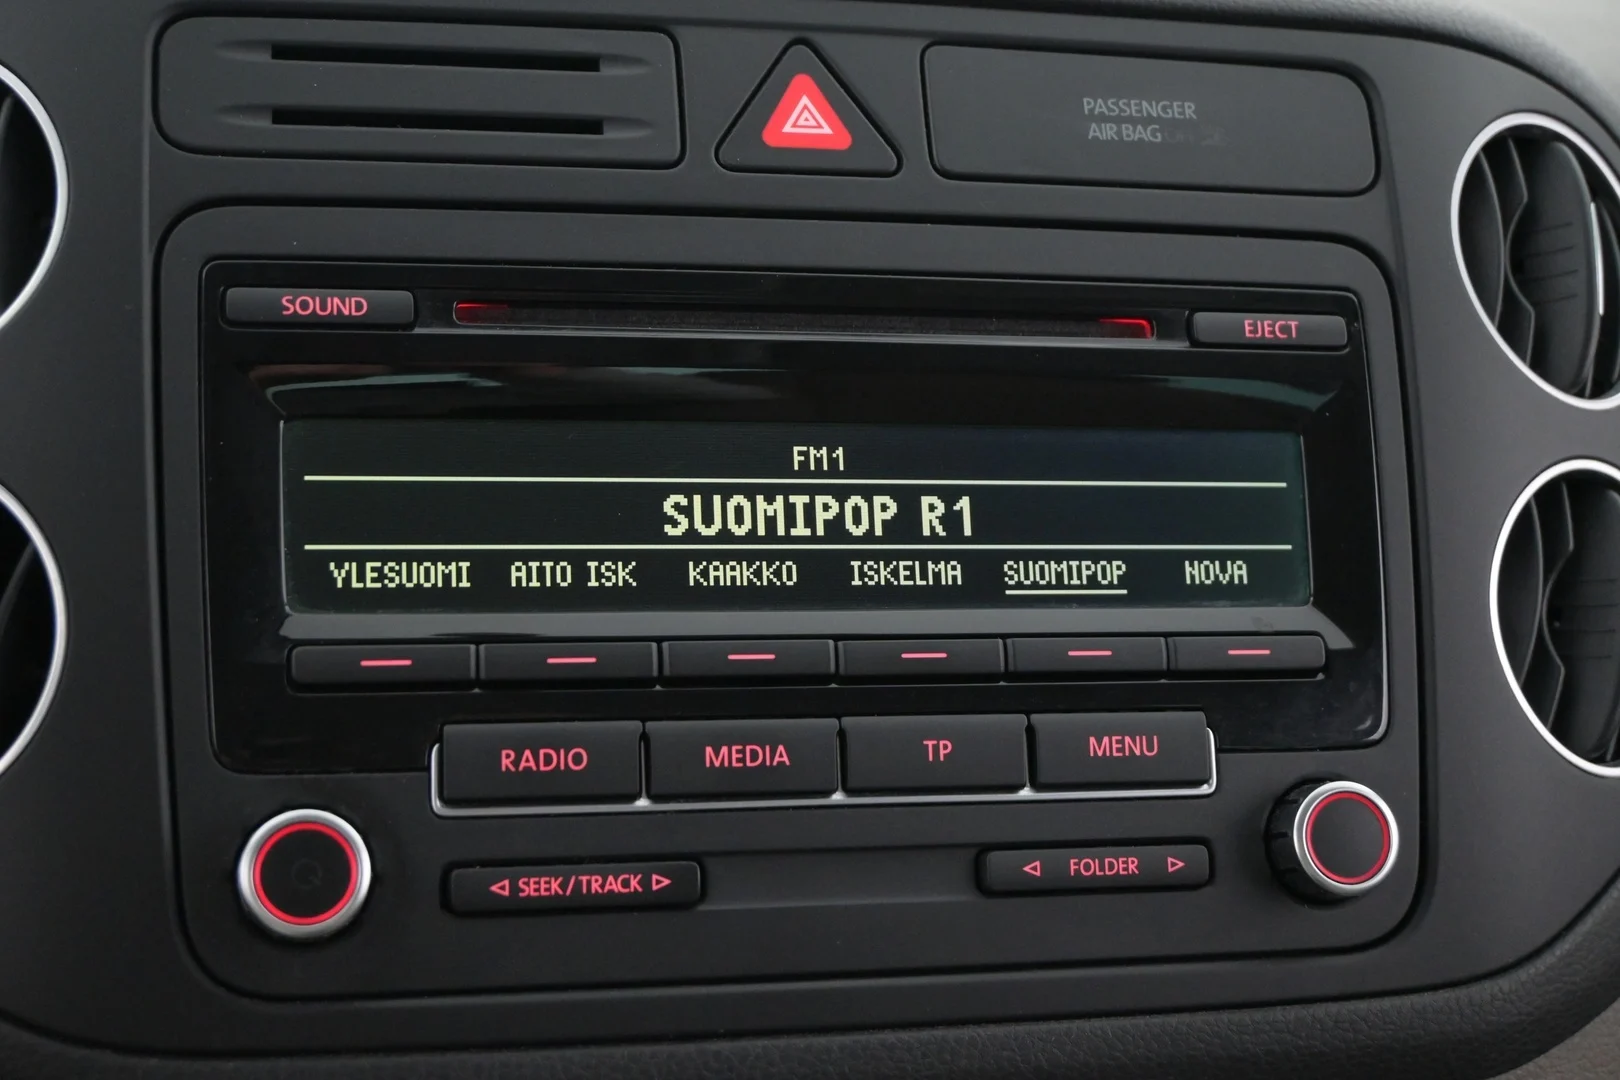 PASSENGER
AIR BAG OFF
SOUND
EJECT
FM1
SUOMIPOP R1
YLESUOMI AITO ISK KAAKKO ISKELMA SUOMIPOP NOVA
RADIO MEDIA TP MENU
SEEK/TRACK
FOLDER